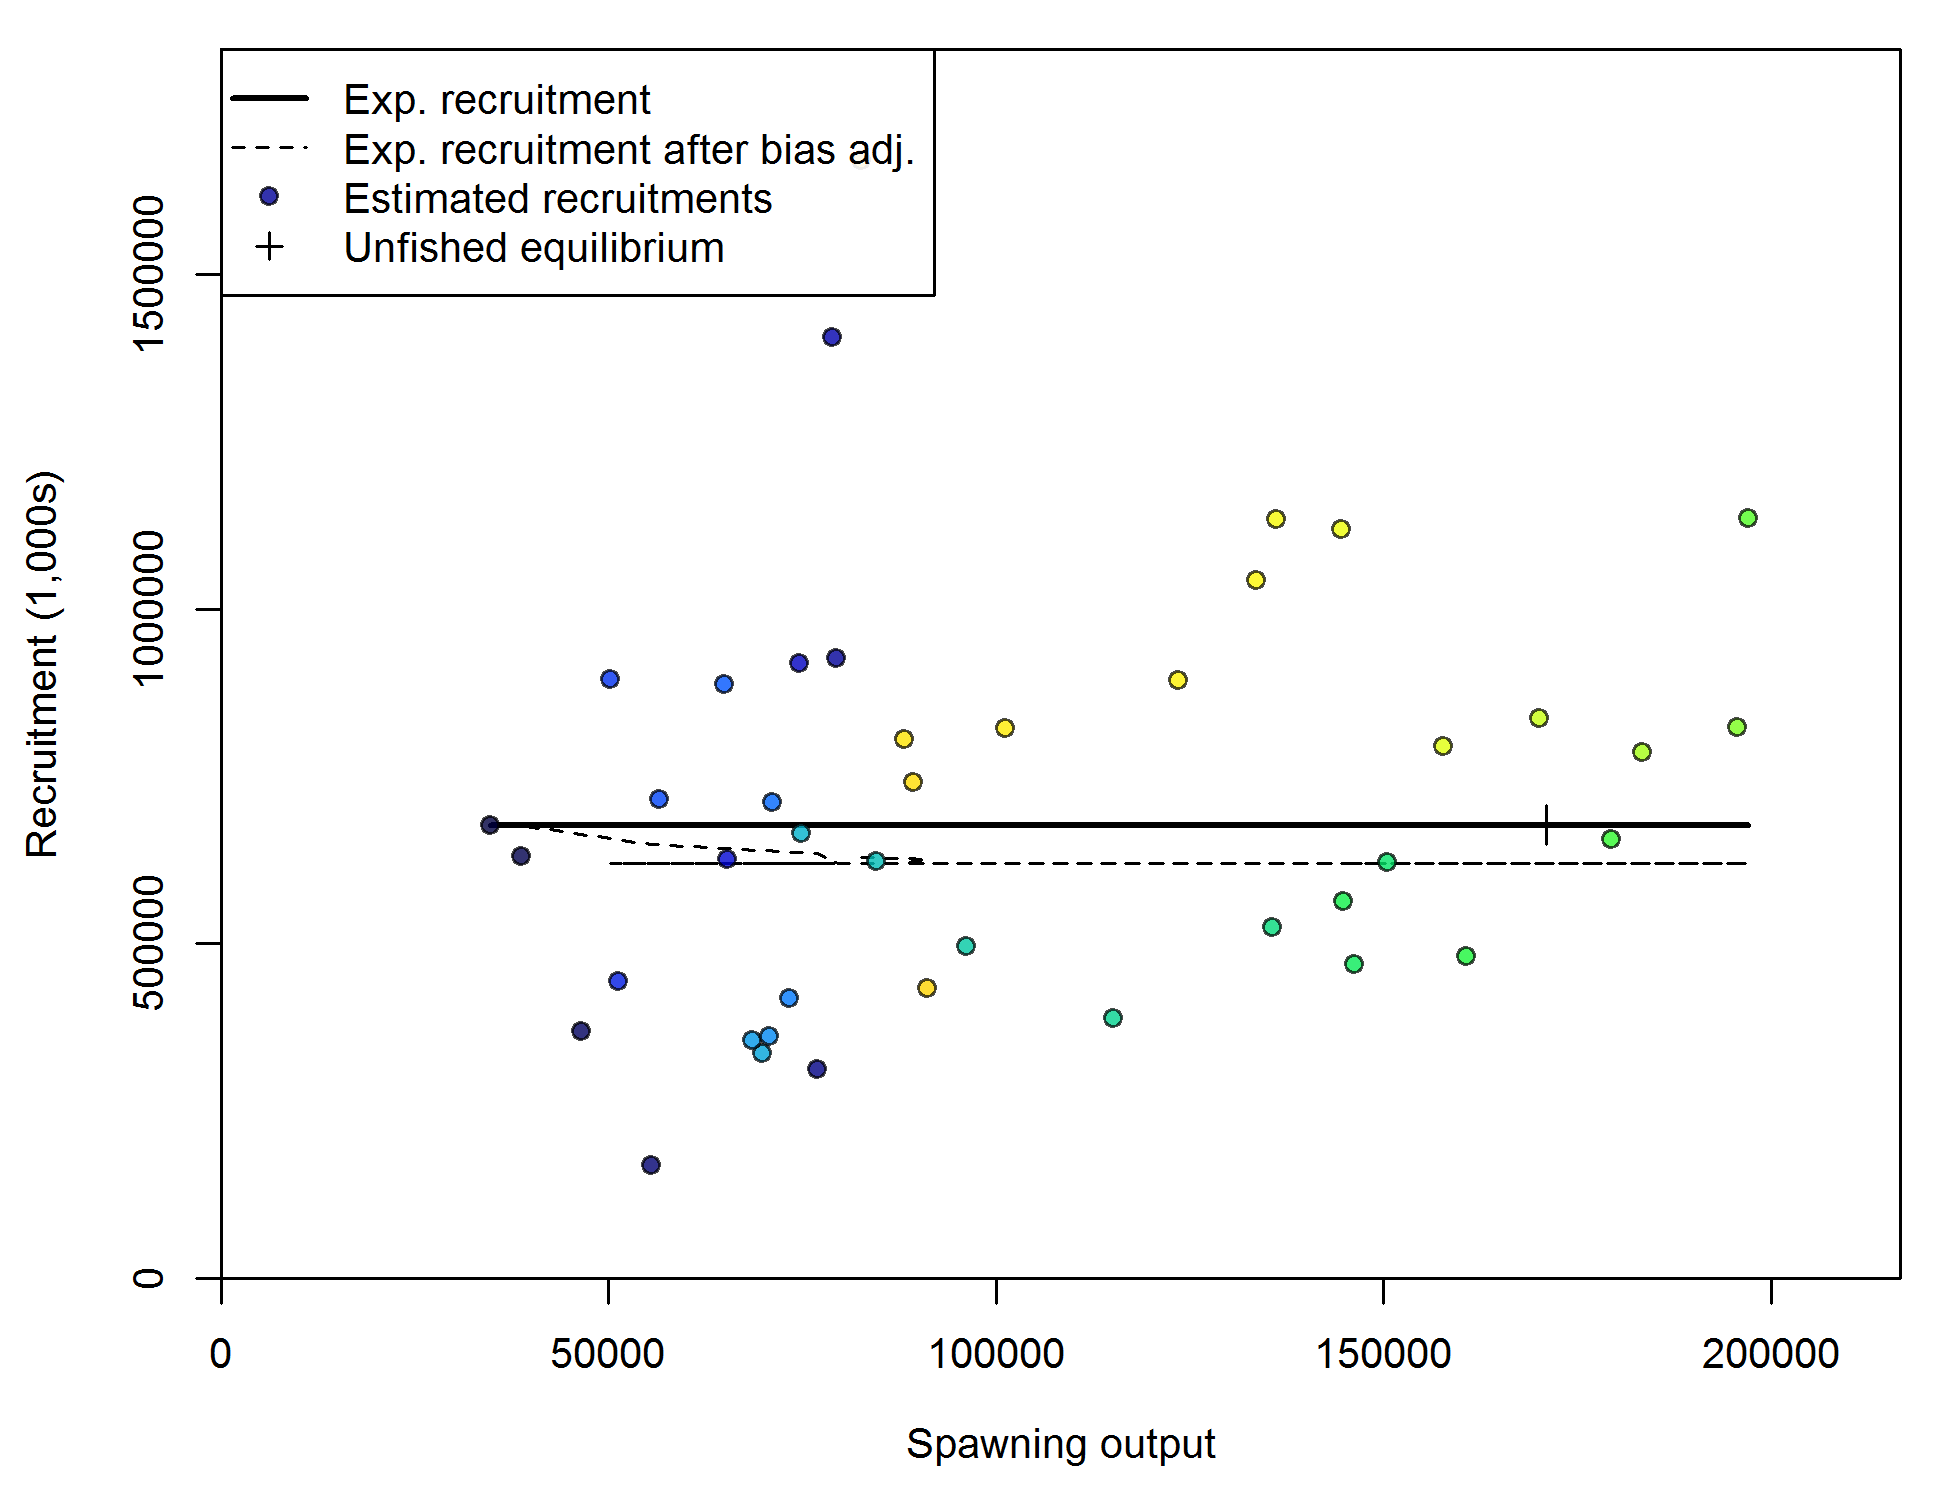 Exp. recruitment
Exp. recruitment after bias adj.
Estimated recruitments
Unfished equilibrium
Recruitment (1,000s)
1500000
1000000
500000
0
0 50000 100000 150000 200000
Spawning output